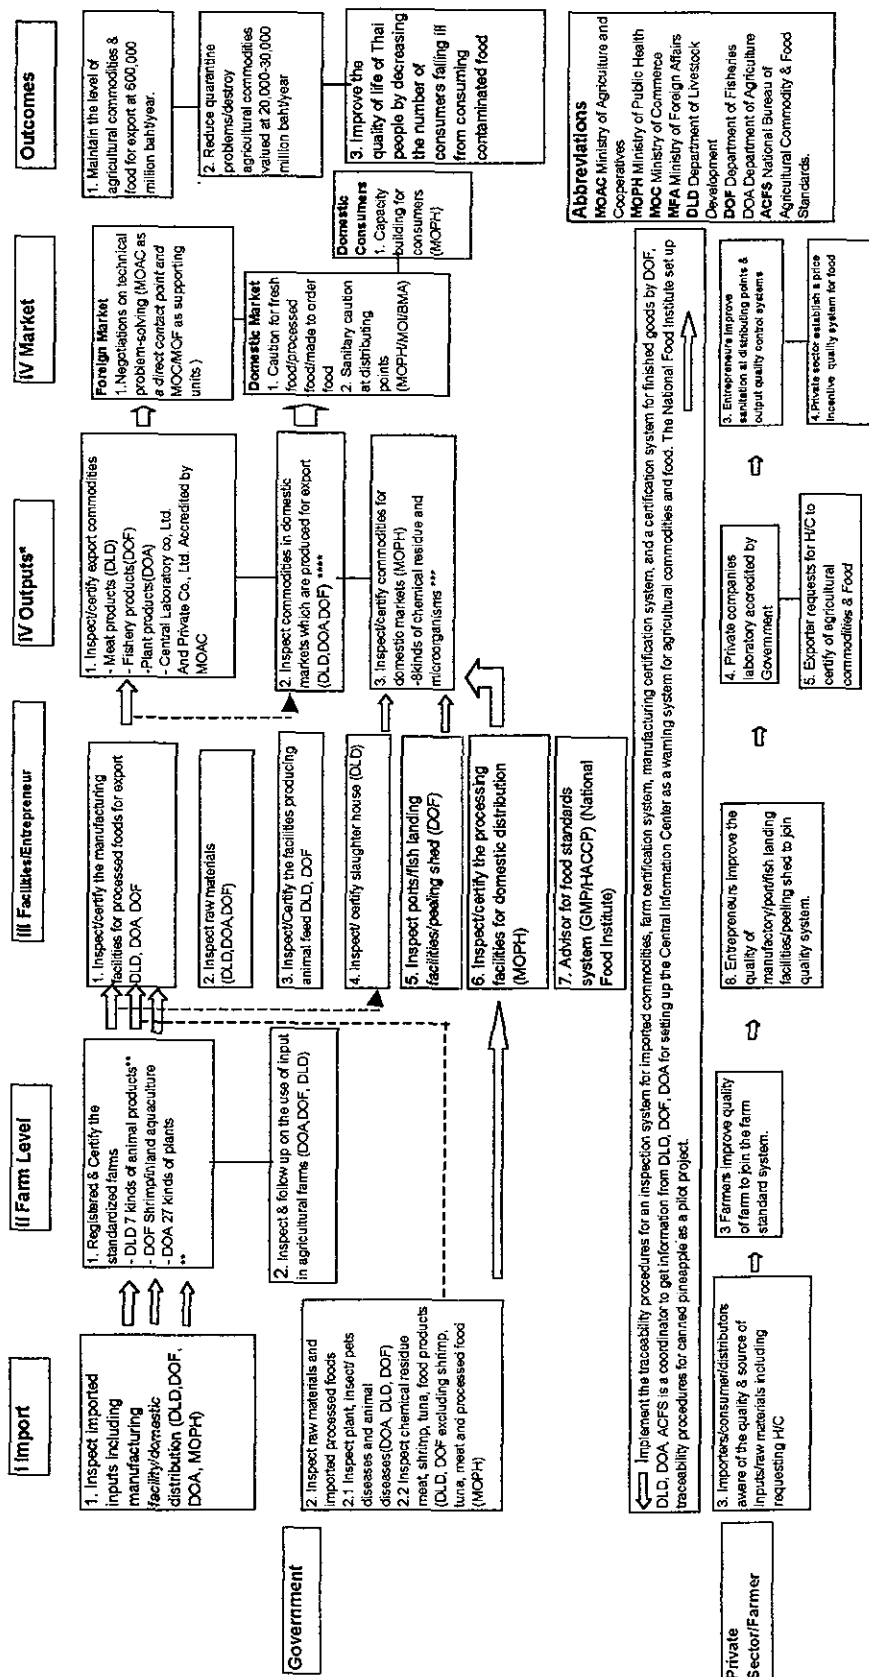 I Import
II Farm Level
III Facilities/Entrepreneur
IV Outputs*
IV Market
Outcomes
Government
1. Inspect imported
inputs including
manufacturing
facility/domestic
distribution (DLD,DOF,
DOA, MOPH)
2. Inspect raw materials and
imported processed foods
2.1 Inspect plant, insect/ pets
diseases and animal
diseases(DOA, DLD, DOF)
2.2 Inspect chemical residue
meat, shrimp, tuna, food products
(DLD, DOF excluding shrimp,
tuna, meat and processed food
(MOPH)
1. Registered & Certify the
standardized farms
- DLD 7 kinds of animal products**
- DOF Shrimp/inland aquaculture
- DOA 27 kinds of plants
**
2. Inspect & follow up on the use of input
in agricultural farms (DOA,DOF, DLD)
1. Inspect/certify the manufacturing
facilities for processed foods for export
DLD, DOA, DOF
2. Inspect raw materials
(DLD,DOA,DOF)
3. Inspect/Certify the facilities producing
animal feed DLD, DOF
4. Inspect/ certify slaughter house (DLD)
5. Inspect ports/fish landing
facilities/peeling shed (DOF)
6. Inspect/certify the processing
facilities for domestic distribution
(MOPH)
7. Advisor for food standards
system (GMP/HACCP) (National
Food Institute)
1. Inspect/certify export commodities
- Meat products (DLD)
- Fishery products(DOF)
-Plant products(DOA)
- Central Laboratory co, Ltd.
And Private Co., Ltd. Accredited by
MOAC
2. Inspect commodities in domestic
markets which are produced for export
(DLD,DOA,DOF) ****
3. Inspect/certify commodities for
domestic markets (MOPH)
-8kinds of chemical residue and
microorganisms ***
Foreign Market
1.Negotiations on technical
problem-solving (MOAC as
a direct contact point and
MOC/MOF as supporting
units )
Domestic Market
1. Caution for fresh
food/processed
food/made to order
food
2. Sanitary caution
at distributing
points
(MOPH/MOI/BMA)
Domestic
Consumers
1. Capacity
building for
consumers
(MOPH)
1. Maintain the level of
agricultural commodities &
food for export at 600,000
million baht/year.
2. Reduce quarantine
problems/destroy
agricultural commodities
valued at 20,000-30,000
million baht/year
3. Improve the
quality of life of Thai
people by decreasing
the number of
consumers falling ill
from consuming
contaminated food
Implement the traceability procedures for an inspection system for imported commodities, farm certification system, manufacturing certification system, and a certification system for finished goods by DOF,
DLD, DOA. ACFS is a coordinator to get information from DLD, DOF, DOA for setting up the Central Information Center as a warning system for agricultural commodities and food. The National Food Institute set up
traceability procedures for canned pineapple as a pilot project.
Abbreviations
MOAC Ministry of Agriculture and
Cooperatives
MOPH Ministry of Public Health
MOC Ministry of Commerce
MFA Ministry of Foreign Affairs
DLD Department of Livestock
Development
DOF Department of Fisheries
DOA Department of Agriculture
ACFS National Bureau of
Agricultural Commodity & Food
Standards.
Private
Sector/Farmer
3. Importers/consumer/distributors
aware of the quality & source of
Inputs/raw materials including
requesting H/C
3 Farmers improve quality
of farm to join the farm
standard system.
8. Entrepreneurs improve the
quality of
manufactory/port/fish landing
facilities/peeling shed to join
quality system.
4. Private companies
laboratory accredited by
Government
5. Exporter requests for H/C to
certify of agricultural
commodities & Food
3. Entrepreneurs improve
sanitation at distributing points &
output quality control systems
4.Private sector establish a price
Incentive quality system for food